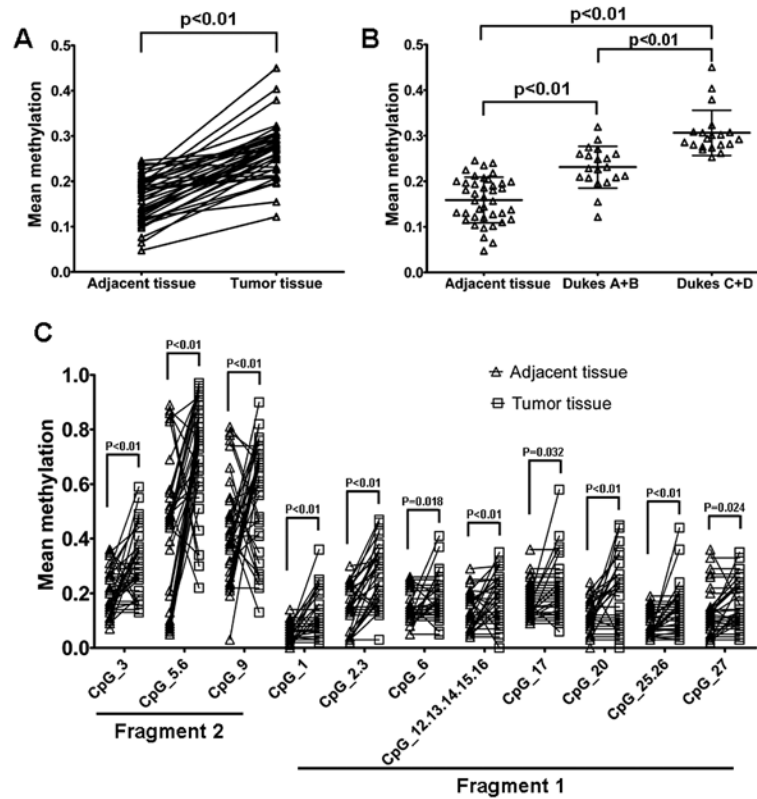 A
p<0.01
Mean methylation
0.5
0.4
0.3
0.2
0.1
0.0
Adjacent tissue
Tumor tissue
B
p<0.01
p<0.01
p<0.01
Mean methylation
0.5
0.4
0.3
0.2
0.1
0.0
Adjacent tissue
Dukes A+B
Dukes C+D
C
P<0.01
P<0.01
P<0.01
P<0.01
P<0.01
P=0.018
P<0.01
P=0.032
P<0.01
P<0.01
P=0.024
Adjacent tissue
Tumor tissue
Mean methylation
1.0
0.8
0.6
0.4
0.2
0.0
CpG_3
CpG_5.6
CpG_9
CpG_1
CpG_2.3
CpG_6
CpG_12.13.14.15.16
CpG_17
CpG_20
CpG_25.26
CpG_27
Fragment 2
Fragment 1